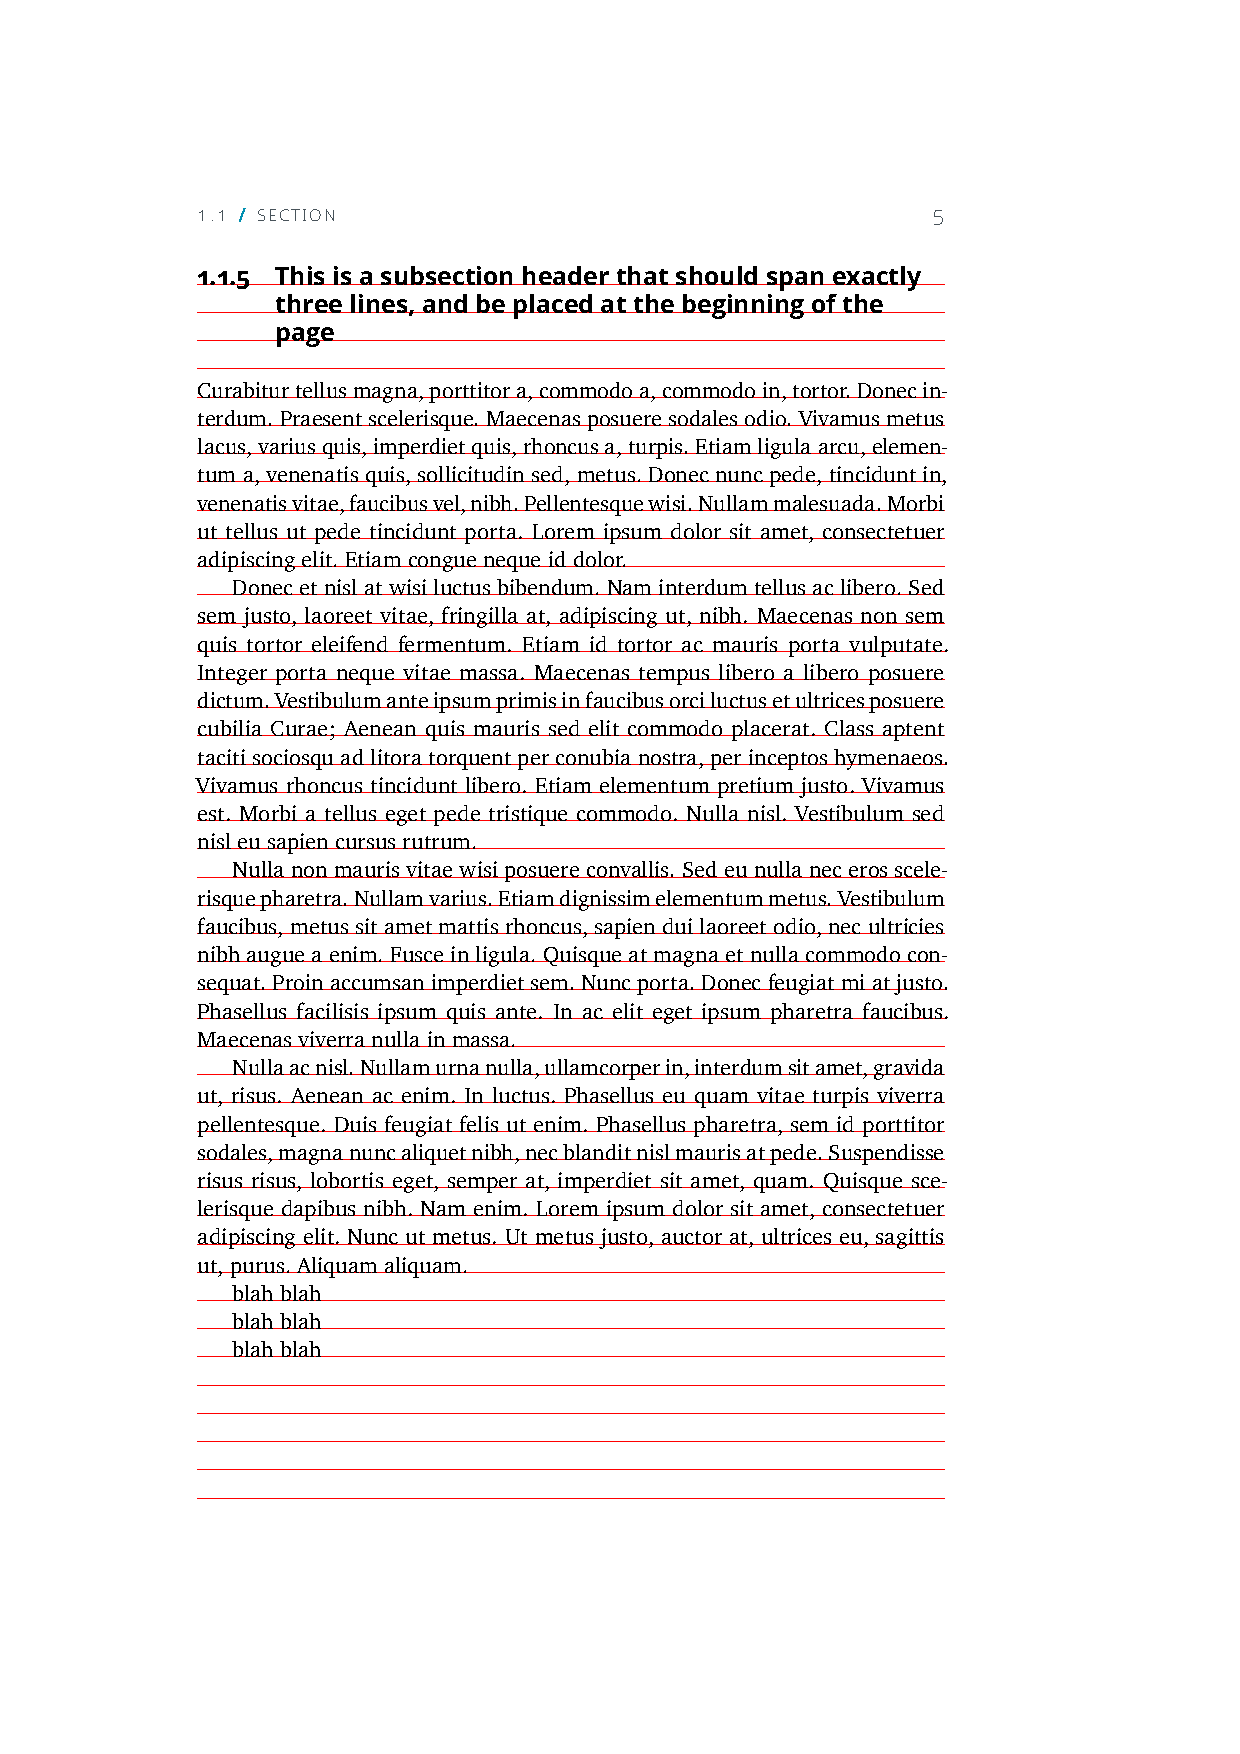 1.1 / SECTION 5
1.1.5 This is a subsection header that should span exactly
three lines, and be placed at the beginning of the
page
Curabitur tellus magna, porttitor a, commodo a, commodo in, tortor. Donec in-
terdum. Praesent scelerisque. Maecenas posuere sodales odio. Vivamus metus
lacus, varius quis, imperdiet quis, rhoncus a, turpis. Etiam ligula arcu, elemen-
tum a, venenatis quis, sollicitudin sed, metus. Donec nunc pede, tincidunt in,
venenatis vitae, faucibus vel, nibh. Pellentesque wisi. Nullam malesuada. Morbi
ut tellus ut pede tincidunt porta. Lorem ipsum dolor sit amet, consectetuer
adipiscing elit. Etiam congue neque id dolor.
Donec et nisl at wisi luctus bibendum. Nam interdum tellus ac libero. Sed
sem justo, laoreet vitae, fringilla at, adipiscing ut, nibh. Maecenas non sem
quis tortor eleifend fermentum. Etiam id tortor ac mauris porta vulputate.
Integer porta neque vitae massa. Maecenas tempus libero a libero posuere
dictum. Vestibulum ante ipsum primis in faucibus orci luctus et ultrices posuere
cubilia Curae; Aenean quis mauris sed elit commodo placerat. Class aptent
taciti sociosqu ad litora torquent per conubia nostra, per inceptos hymenaeos.
Vivamus rhoncus tincidunt libero. Etiam elementum pretium justo. Vivamus
est. Morbi a tellus eget pede tristique commodo. Nulla nisl. Vestibulum sed
nisl eu sapien cursus rutrum.
Nulla non mauris vitae wisi posuere convallis. Sed eu nulla nec eros scele-
risque pharetra. Nullam varius. Etiam dignissim elementum metus. Vestibulum
faucibus, metus sit amet mattis rhoncus, sapien dui laoreet odio, nec ultricies
nibh augue a enim. Fusce in ligula. Quisque at magna et nulla commodo con-
sequat. Proin accumsan imperdiet sem. Nunc porta. Donec feugiat mi at justo.
Phasellus facilisis ipsum quis ante. In ac elit eget ipsum pharetra faucibus.
Maecenas viverra nulla in massa.
Nulla ac nisl. Nullam urna nulla, ullamcorper in, interdum sit amet, gravida
ut, risus. Aenean ac enim. In luctus. Phasellus eu quam vitae turpis viverra
pellentesque. Duis feugiat felis ut enim. Phasellus pharetra, sem id porttitor
sodales, magna nunc aliquet nibh, nec blandit nisl mauris at pede. Suspendisse
risus risus, lobortis eget, semper at, imperdiet sit amet, quam. Quisque sce-
lerisque dapibus nibh. Nam enim. Lorem ipsum dolor sit amet, consectetuer
adipiscing elit. Nunc ut metus. Ut metus justo, auctor at, ultrices eu, sagittis
ut, purus. Aliquam aliquam.
blah blah
blah blah
blah blah